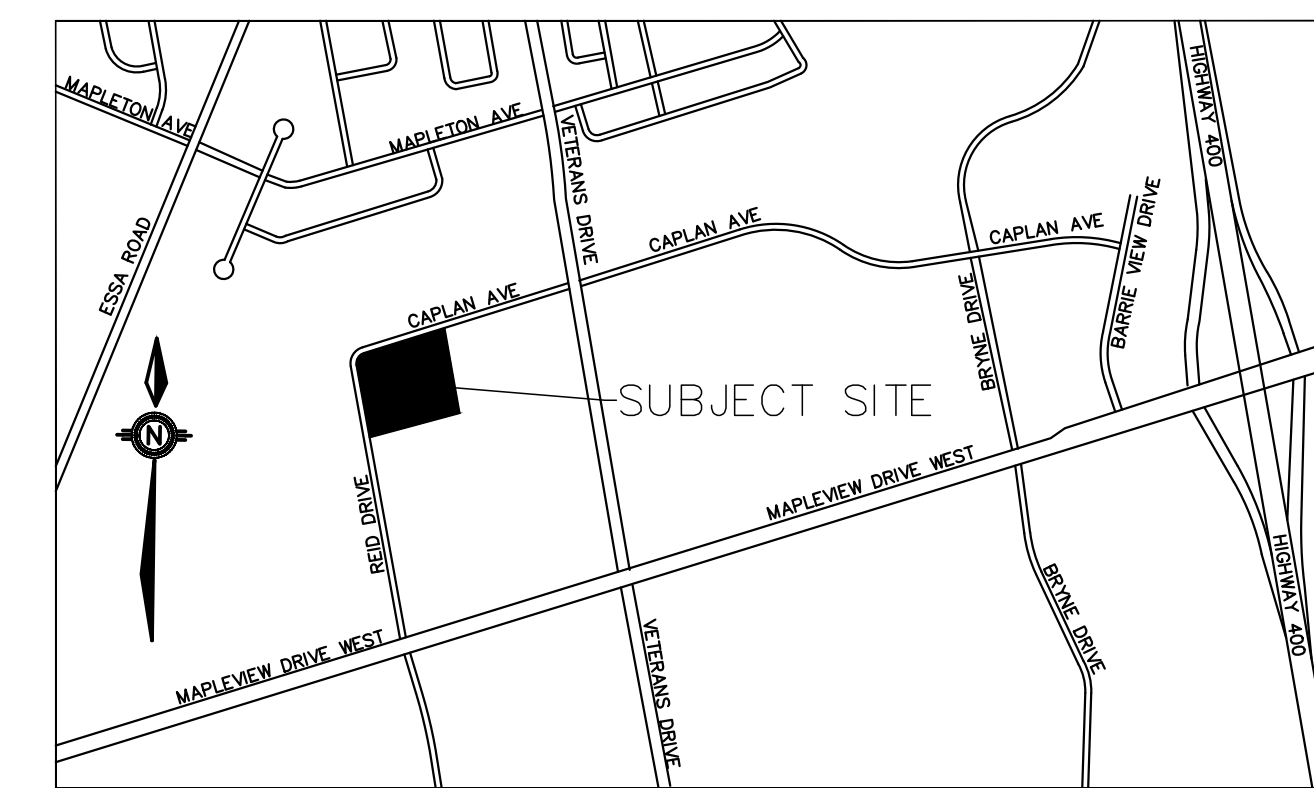 HIGHWAY 400
MAPLETON AVE
MAPLETON AVE
VETERANS DRIVE
ESSA ROAD
CAPLAN AVE
CAPLAN AVE
BARRIE VIEW DRIVE
CAPLAN AVE
BRYNE DRIVE
SUBJECT SITE
N
MAPLEVIEW DRIVE WEST
REID DRIVE
HIGHWAY 400
BRYNE DRIVE
MAPLEVIEW DRIVE WEST
VETERANS DRIVE